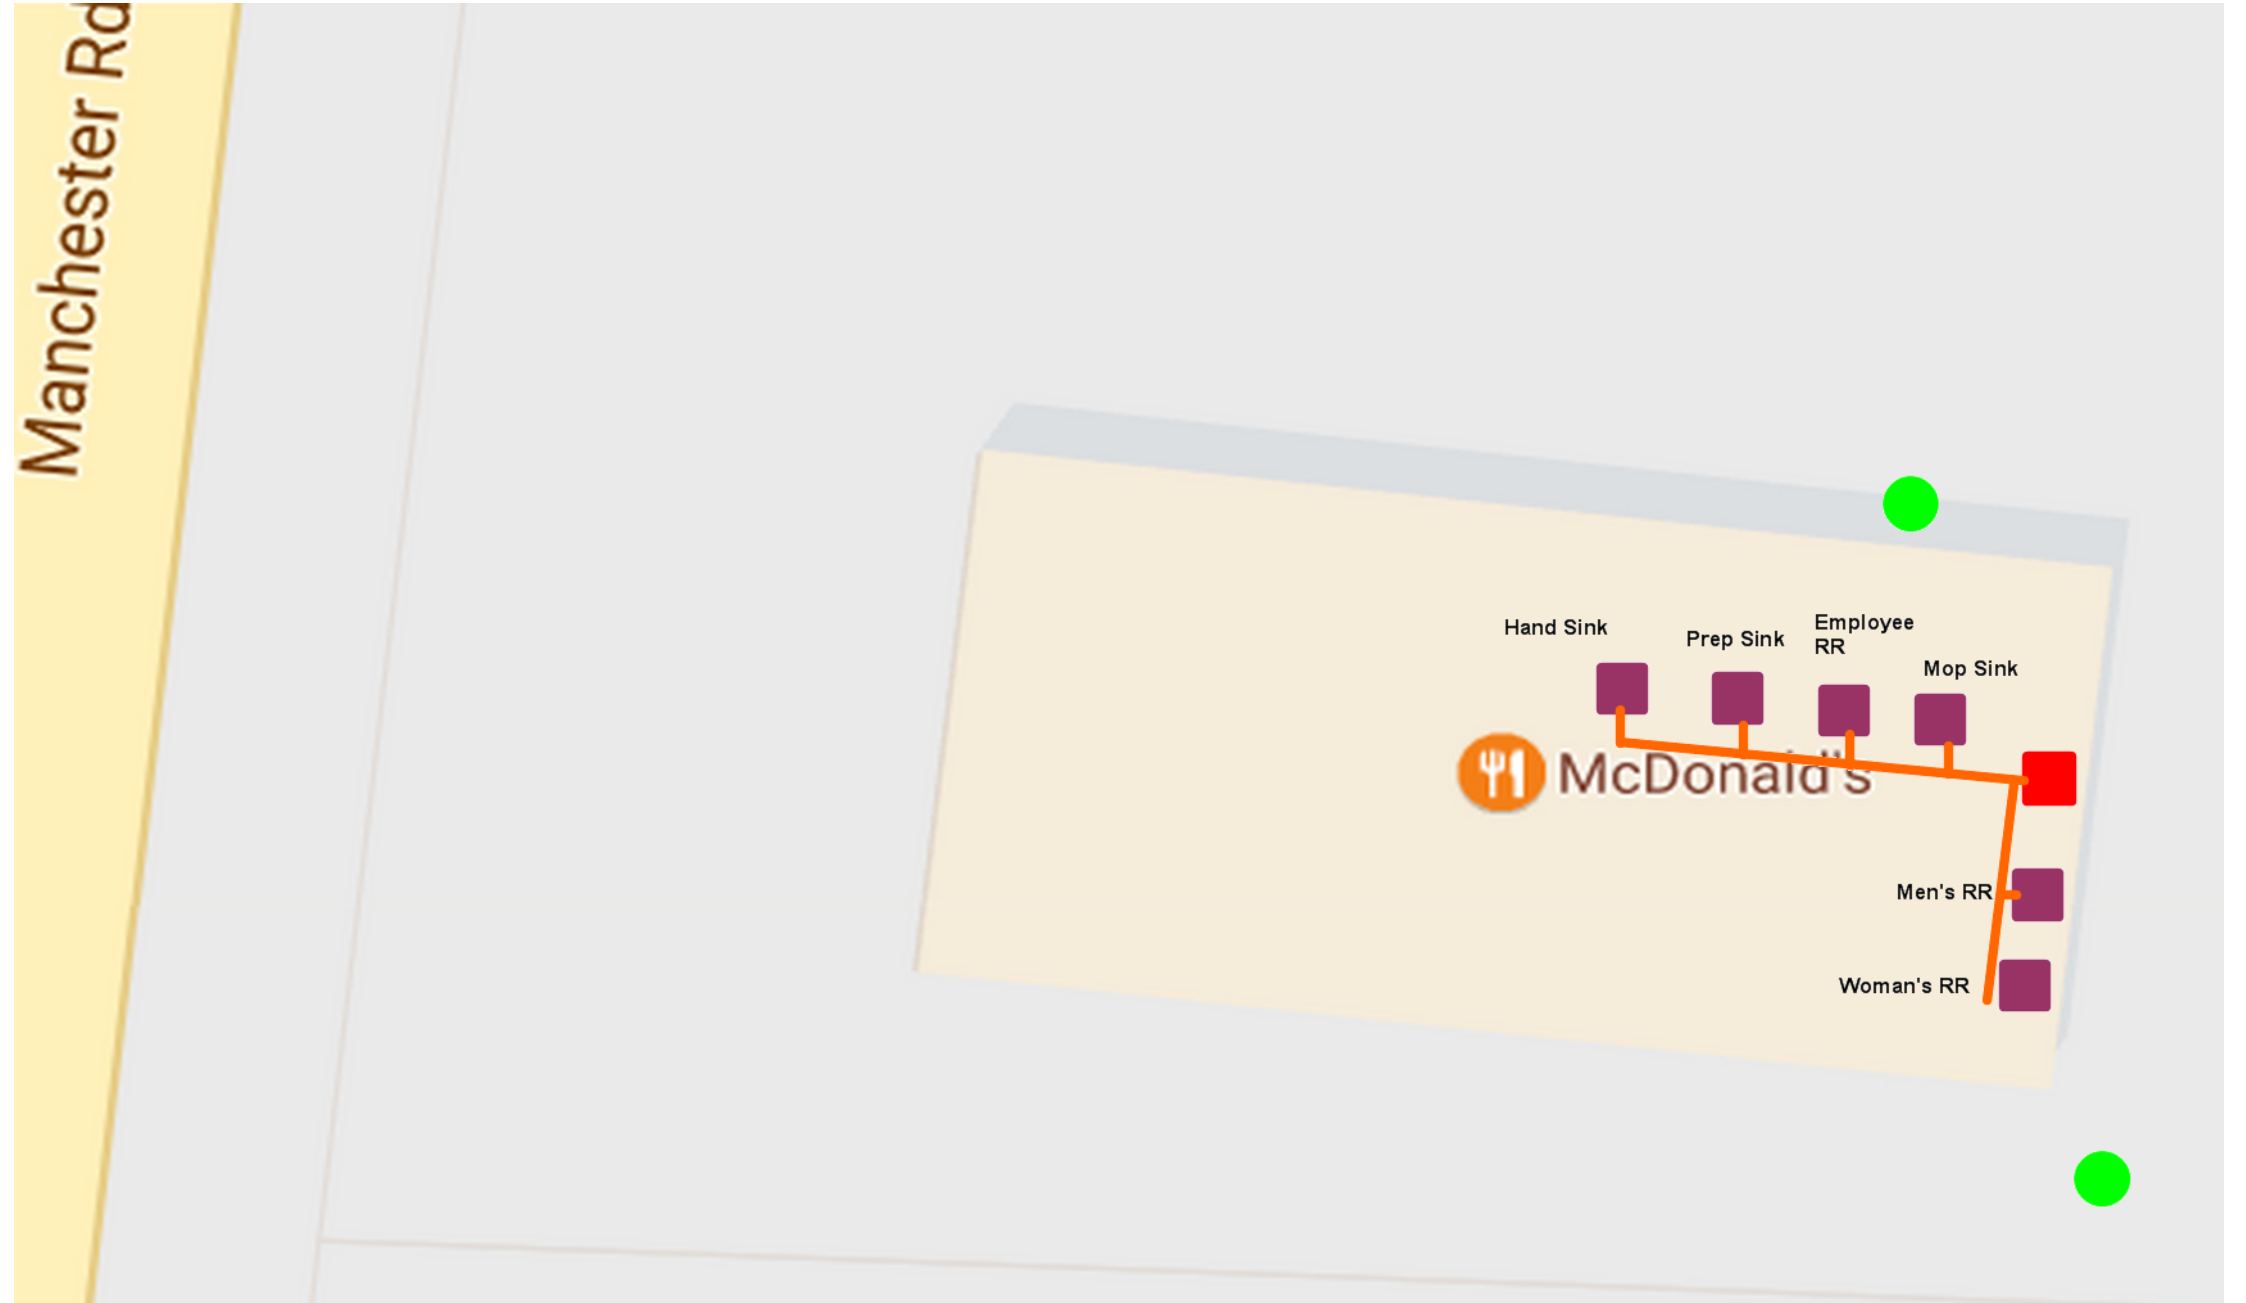 Manchester Rd
Hand Sink
Prep Sink
Employee
RR
Mop Sink
McDonald's
Men's RR
Woman's RR